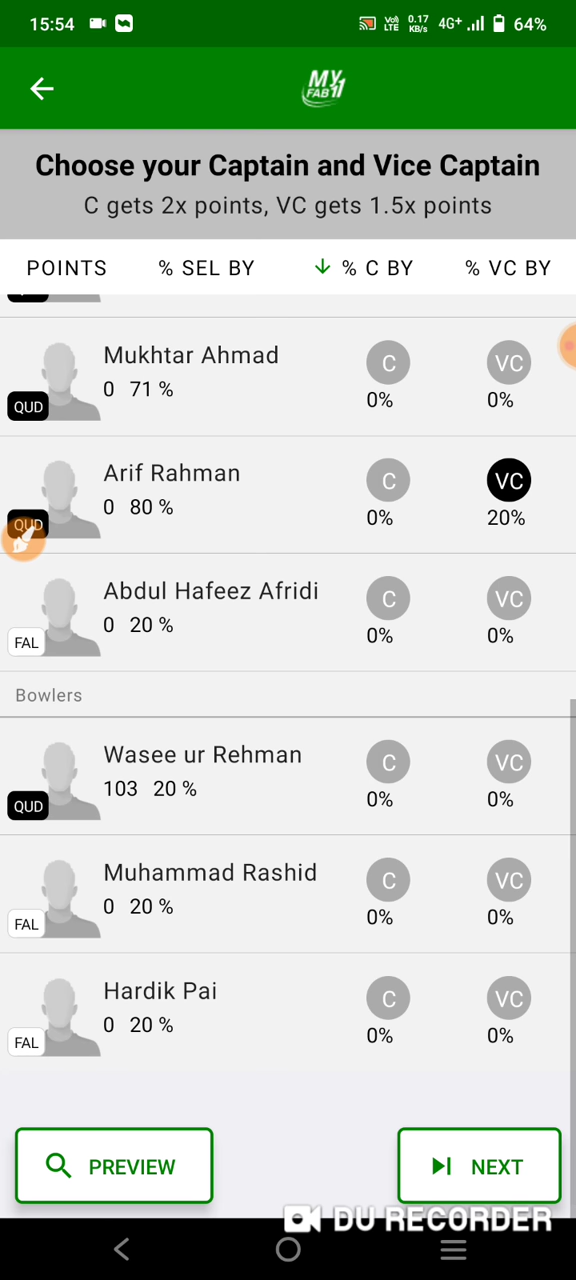 15:54 Vo) LTE 0.17 KB/s 4G+ 64%
MY FAB11
Choose your Captain and Vice Captain
C gets 2x points, VC gets 1.5x points
POINTS % SEL BY % C BY % VC BY
Mukhtar Ahmad
0 71 % C VC
QUD 0% 0%
Arif Rahman
0 80 % C VC
QUD 0% 20%
Abdul Hafeez Afridi
0 20 % C VC
FAL 0% 0%
Bowlers
Wasee ur Rehman
103 20 % C VC
QUD 0% 0%
Muhammad Rashid
0 20 % C VC
FAL 0% 0%
Hardik Pai
0 20 % C VC
FAL 0% 0%
PREVIEW NEXT
DU RECORDER